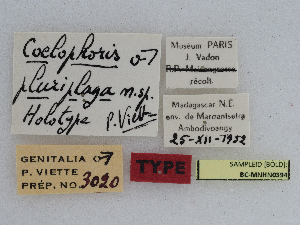 Coelophoris ♂
pluriplaga n.sp.
Holotype P. Viette
Muséum PARIS
J. Vadon
R.P.
récolt.
Madagascar N.E.
env. de Maroantsetra
Ambodivoangy
25-XII-1952
GENITALIA ♂
P. VIETTE
PRÉP. NO. 3020
TYPE
SAMPLEID (BOLD):
BC-MNHN0394